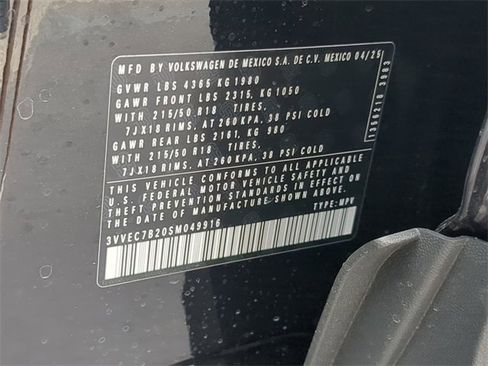 MFD BY VOLKSWAGEN DE MEXICO S.A. DE C.V. MEXICO 04/25
GVWR LBS 4365 KG 1980
GAWR FRONT LBS 2315, KG 1050
WITH 215/50 R18 TIRES,
7JX18 RIMS, AT 260KPA, 38 PSI COLD
GAWR REAR LBS 2161, KG 980
WITH 215/50 R18 TIRES,
7JX18 RIMS, AT 260KPA, 38 PSI COLD
THIS VEHICLE CONFORMS TO ALL APPLICABLE
U.S. FEDERAL MOTOR VEHICLE SAFETY AND
THEFT PREVENTION STANDARDS IN EFFECT ON
THE DATE OF MANUFACTURE SHOWN ABOVE.
3VVEC7B20SM049916 TYPE: MPV
1356218 3983